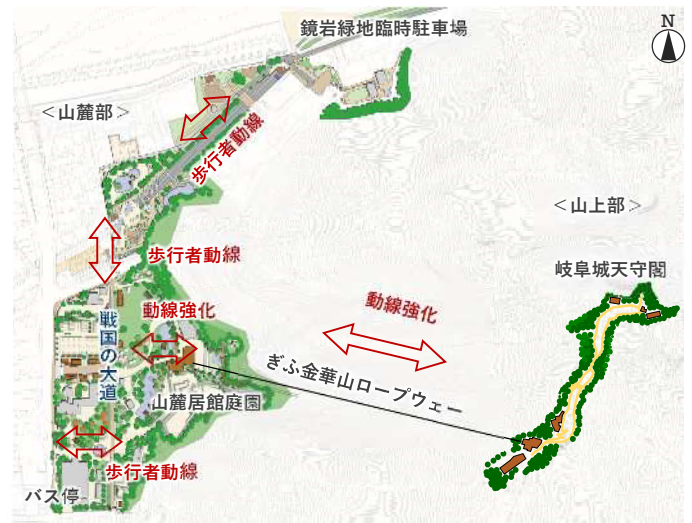 鏡岩緑地臨時駐車場
N
＜山麓部＞
歩行者動線
＜山上部＞
歩行者動線
岐阜城天守閣
動線強化
動線強化
戦国の大道
ぎふ金華山ロープウェー
山麓居館庭園
歩行者動線
バス停